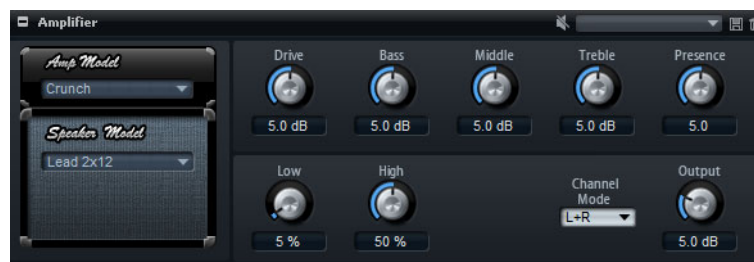 Amplifier
Amp Model
Crunch
Speaker Model
Lead 2x12
Drive Bass Middle Treble Presence
5.0 dB 5.0 dB 5.0 dB 5.0 dB 5.0
Low High Channel Mode Output
L+R
5 % 50 % 5.0 dB